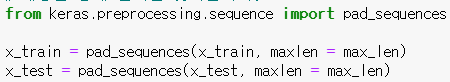 from keras.preprocessing.sequence import pad_sequences
x_train = pad_sequences(x_train, maxlen = max_len)
x_test = pad_sequences(x_test, maxlen = max_len)